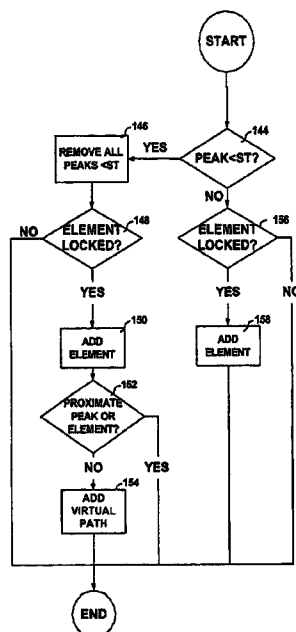 START
144
PEAK<ST?
YES
NO
146
REMOVE ALL
PEAKS <ST
148
ELEMENT
LOCKED?
NO
YES
156
ELEMENT
LOCKED?
NO
YES
150
ADD
ELEMENT
158
ADD
ELEMENT
152
PROXIMATE
PEAK OR
ELEMENT?
NO
YES
154
ADD
VIRTUAL
PATH
END